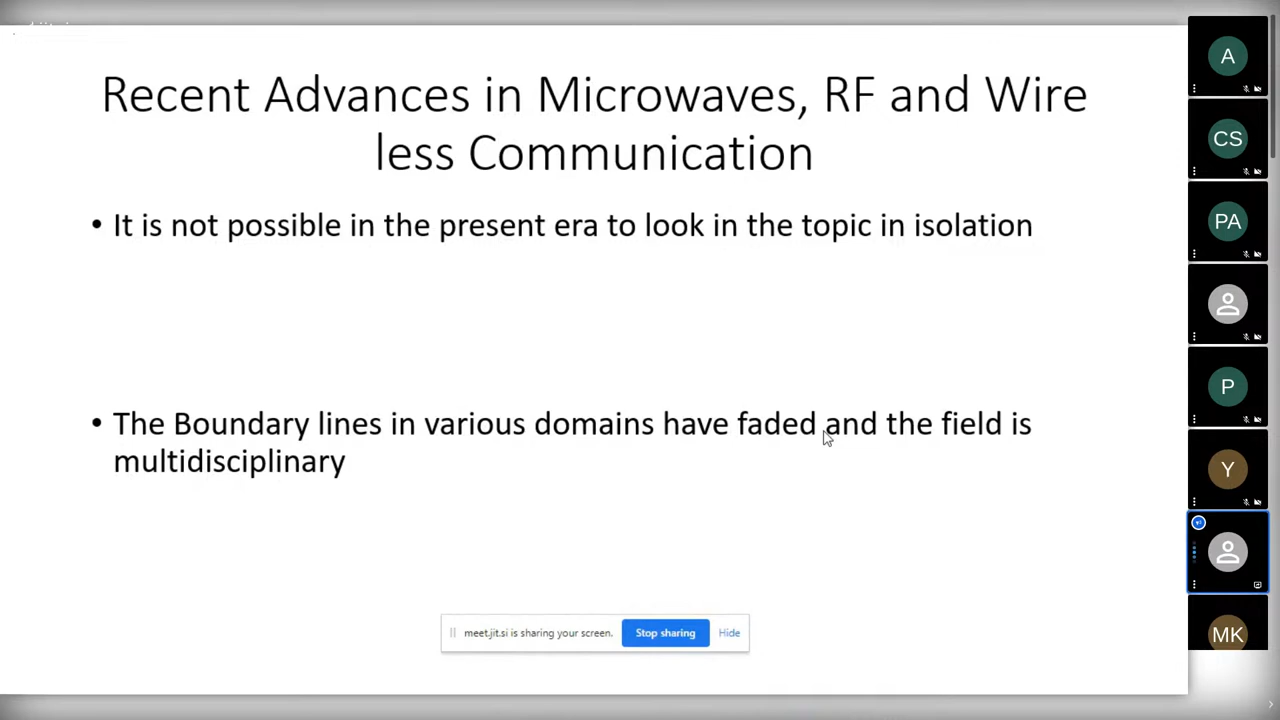 Recent Advances in Microwaves, RF and Wire
less Communication
• It is not possible in the present era to look in the topic in isolation
• The Boundary lines in various domains have faded and the field is
multidisciplinary
meet.jit.si is sharing your screen. Stop sharing Hide
A
CS
PA
P
Y
MK